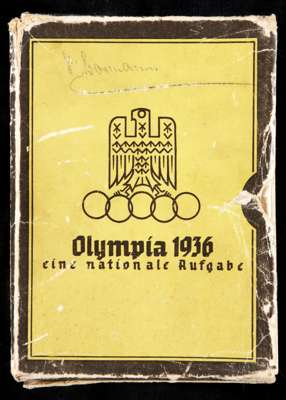 Olympia 1936
eine nationale Aufgabe